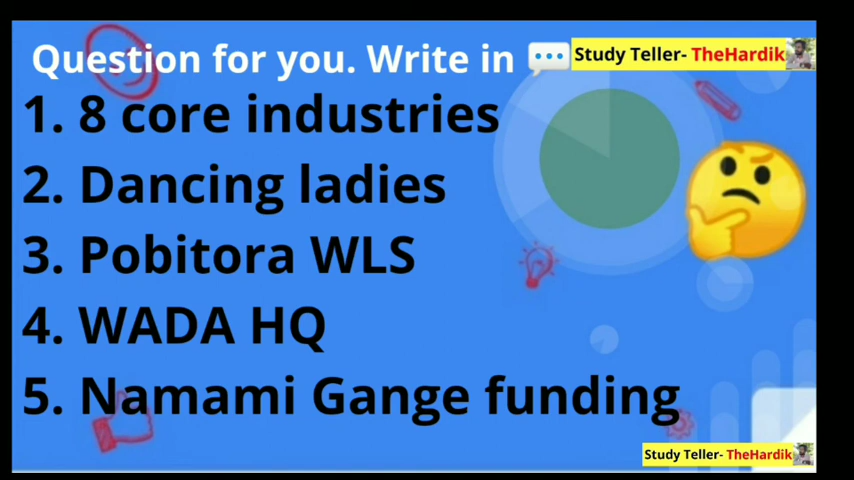 Question for you. Write in
Study Teller- TheHardik
1. 8 core industries
2. Dancing ladies
3. Pobitora WLS
4. WADA HQ
5. Namami Gange funding
Study Teller- TheHardik